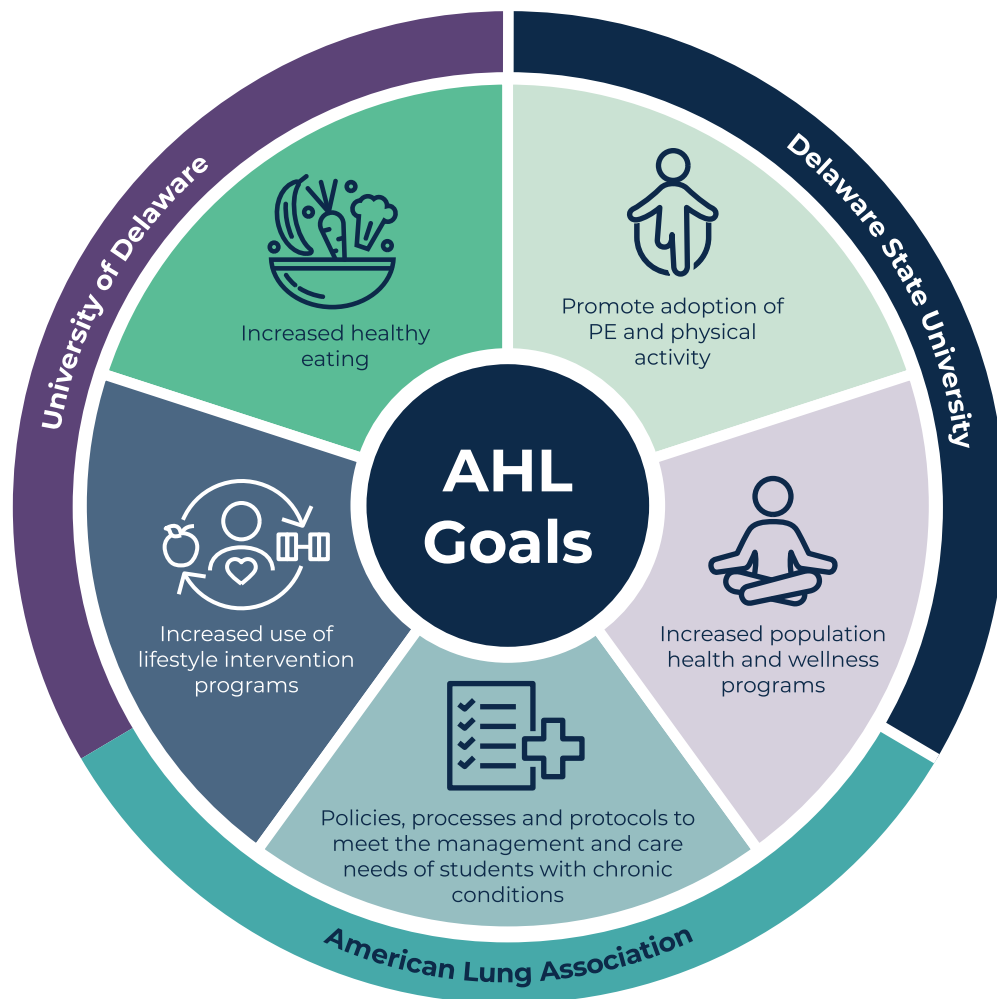 AHL
Goals
University of Delaware
Delaware State University
American Lung Association
Increased healthy
eating
Promote adoption of
PE and physical
activity
Increased use of
lifestyle intervention
programs
Increased population
health and wellness
programs
Policies, processes and protocols to
meet the management and care
needs of students with chronic
conditions